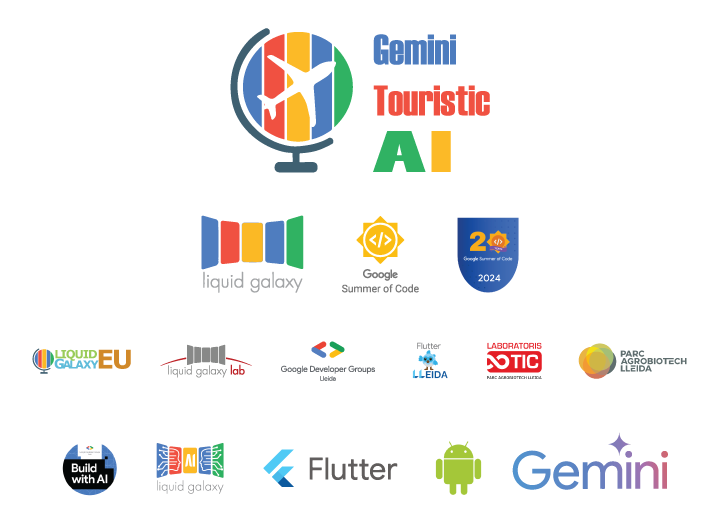 Gemini
Touristic
AI
liquid galaxy
Google
Summer of Code
20
Google Summer of Code
2024
LIQUID
GALAXY EU
liquid galaxy lab
Google Developer Groups
Lleida
Flutter
LLEIDA
LABORATORIS
TIC
PARC AGROBIOTECH LLEIDA
PARC
AGROBIOTECH
LLEIDA
Build
with AI
AI
liquid galaxy
Flutter
Gemini